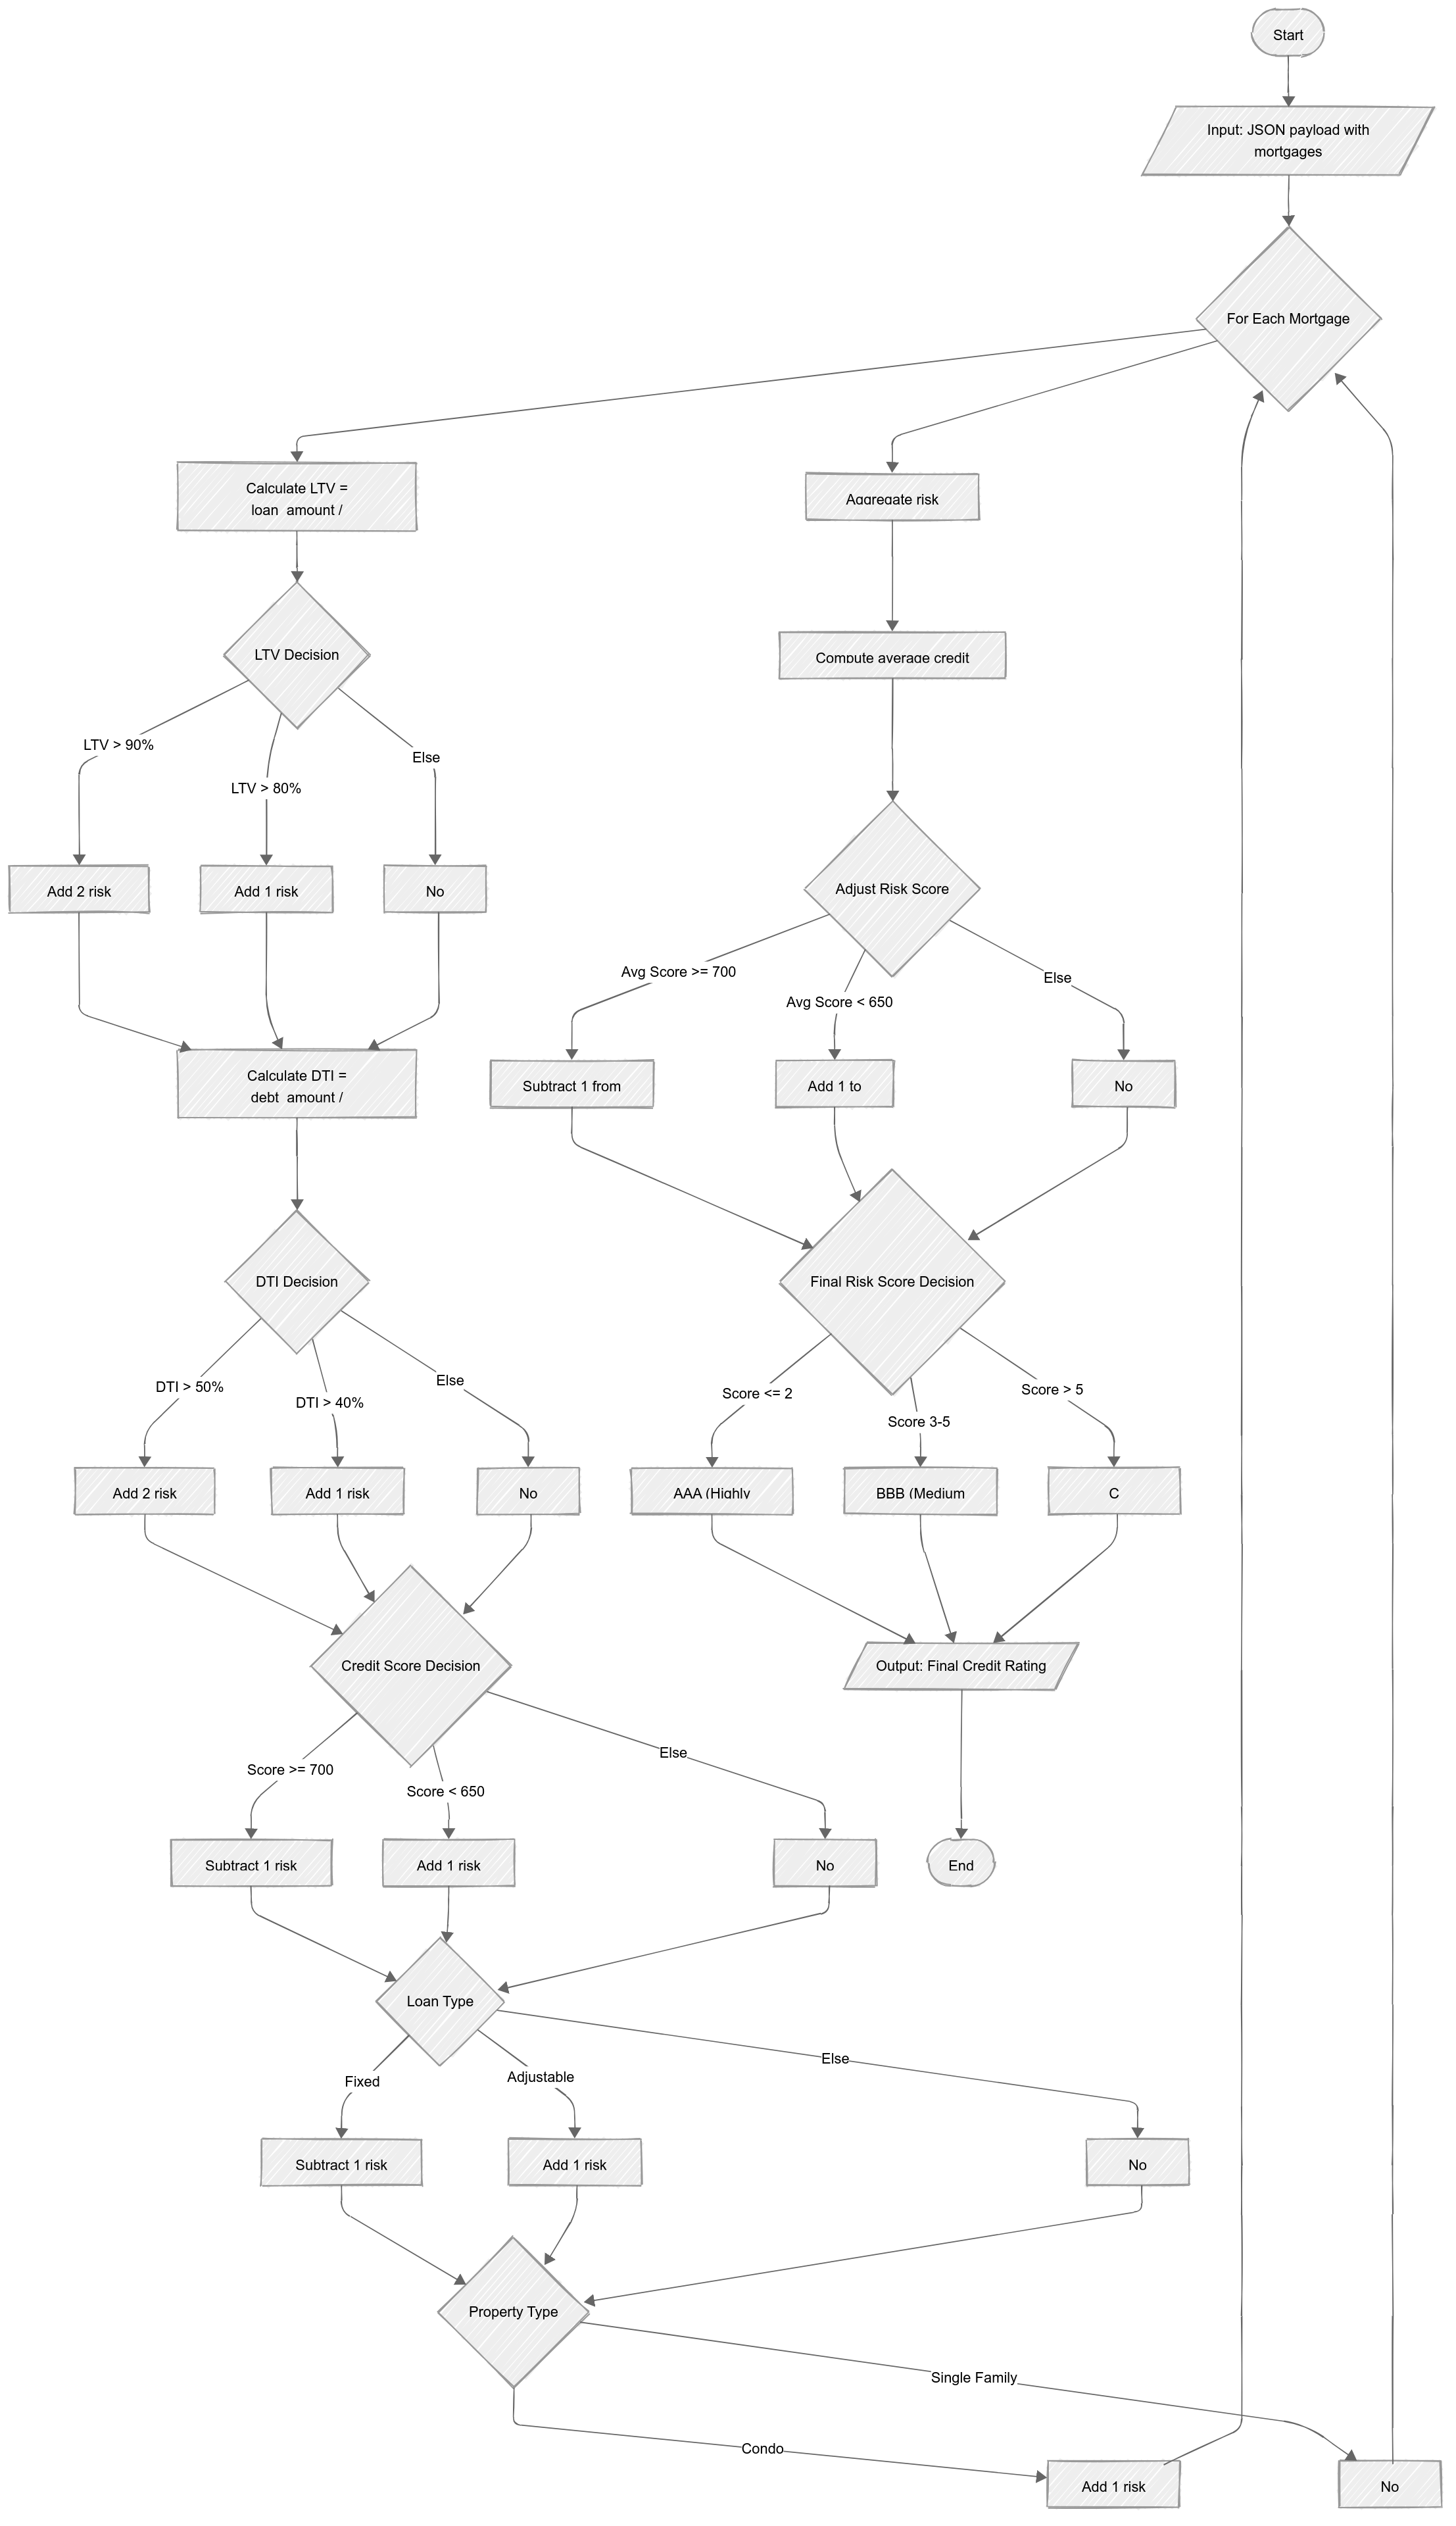 Start
Input: JSON payload with
mortgages
For Each Mortgage
Calculate LTV =
loan_amount /
Aggregate risk
LTV Decision
Compute average credit
LTV > 90%
LTV > 80%
Else
Add 2 risk
Add 1 risk
No
Adjust Risk Score
Avg Score >= 700
Avg Score < 650
Else
Calculate DTI =
debt_amount /
Subtract 1 from
Add 1 to
No
DTI Decision
Final Risk Score Decision
DTI > 50%
DTI > 40%
Else
Score <= 2
Score 3-5
Score > 5
Add 2 risk
Add 1 risk
No
AAA (Highly
BBB (Medium
C
Credit Score Decision
Output: Final Credit Rating
Score >= 700
Score < 650
Else
Subtract 1 risk
Add 1 risk
No
End
Loan Type
Fixed
Adjustable
Else
Subtract 1 risk
Add 1 risk
No
Property Type
Single Family
Condo
Add 1 risk
No